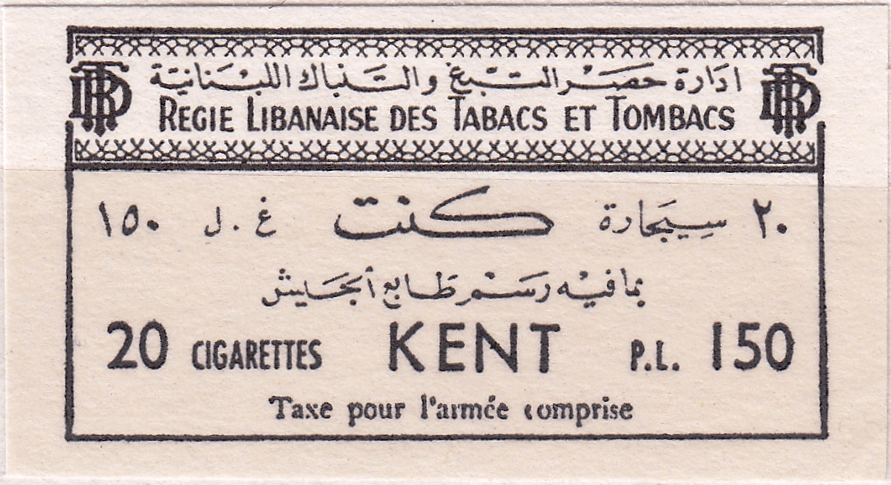 ادارة حصر التبغ والتنباك اللبنانية
REGIE LIBANAISE DES TABACS ET TOMBACS
٢٠ سيجارة كنت غ.ل ١٥٠
بما فيه رسم طابع الجيش
20 CIGARETTES KENT P.L. 150
Taxe pour l'armée comprise